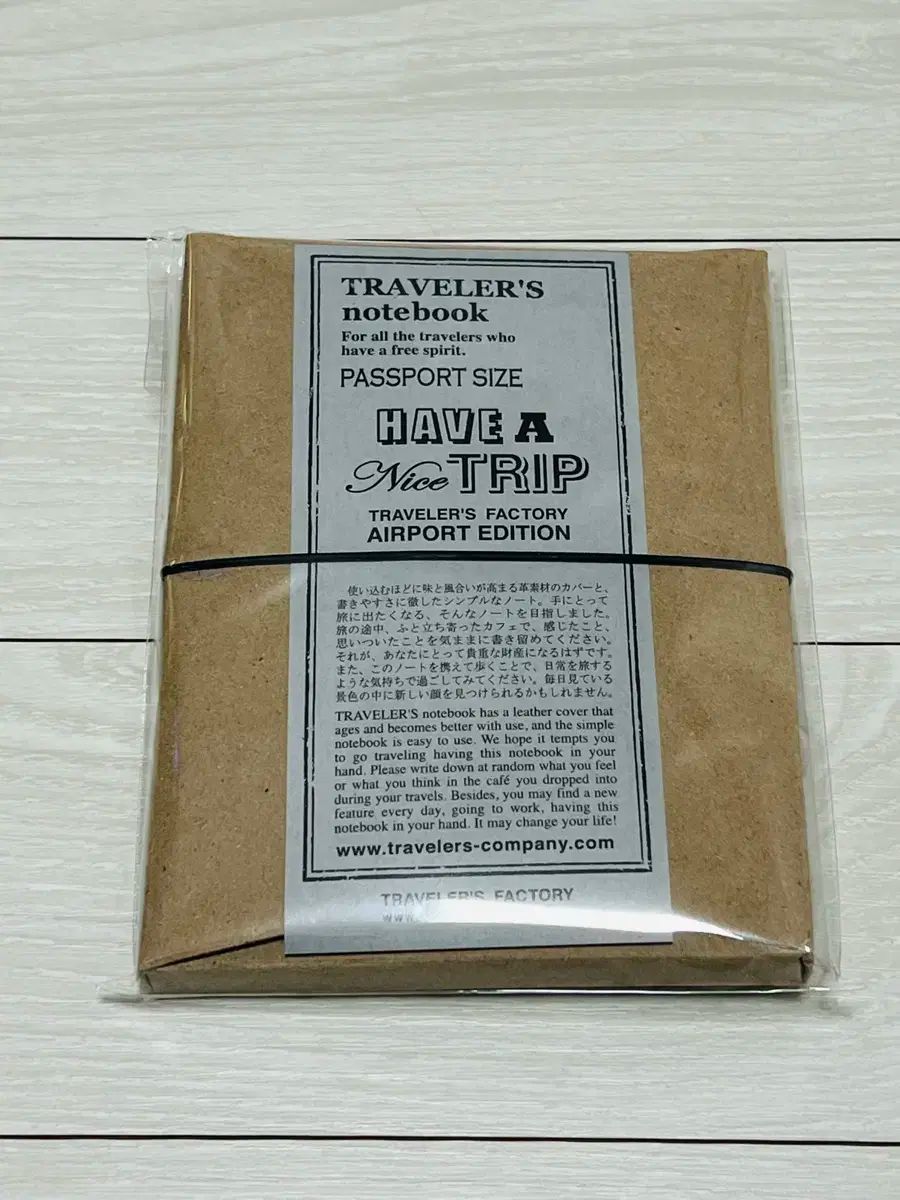 TRAVELER'S
notebook
For all the travelers who
have a free spirit.
PASSPORT SIZE
HAVE A
Nice TRIP
TRAVELER'S FACTORY
AIRPORT EDITION
使い込むほどに味と風合いが高まる革素材のカバーと、
書きやすさに徹したシンプルなノート。手にとって
旅に出たくなる、そんなノートを目指しました。
旅の途中、ふと立ち寄ったカフェで、感じたこと、
思いついたことを気ままに書き留めてください。
それが、あなたにとって貴重な財産になるはずです。
また、このノートを携えて歩くことで、日常を旅する
ような気持ちで過ごしてみてください。毎日見ている
景色の中に新しい顔を見つけられるかもしれません。
TRAVELER'S notebook has a leather cover that
ages and becomes better with use, and the simple
notebook is easy to use. We hope it tempts you
to go traveling having this notebook in your
hand. Please write down at random what you feel
or what you think in the café you dropped into
during your travels. Besides, you may find a new
feature every day, going to work, having this
notebook in your hand. It may change your life!
www.travelers-company.com
TRAVELER'S FACTORY